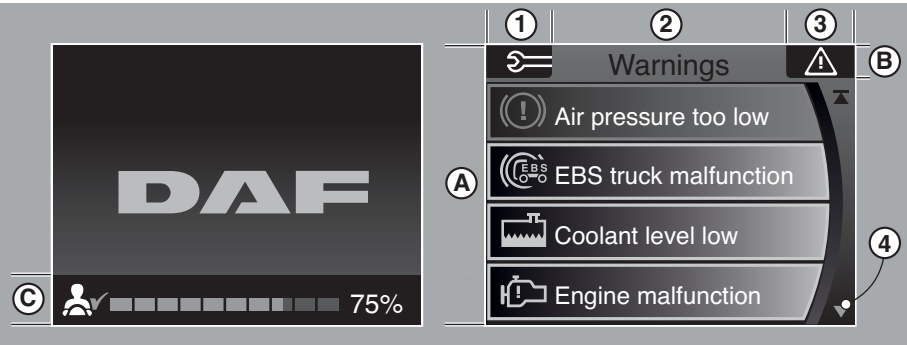 1 2 3
Warnings
B
Air pressure too low
EBS
EBS truck malfunction
A
DAF
Coolant level low
4
Engine malfunction
C
75%